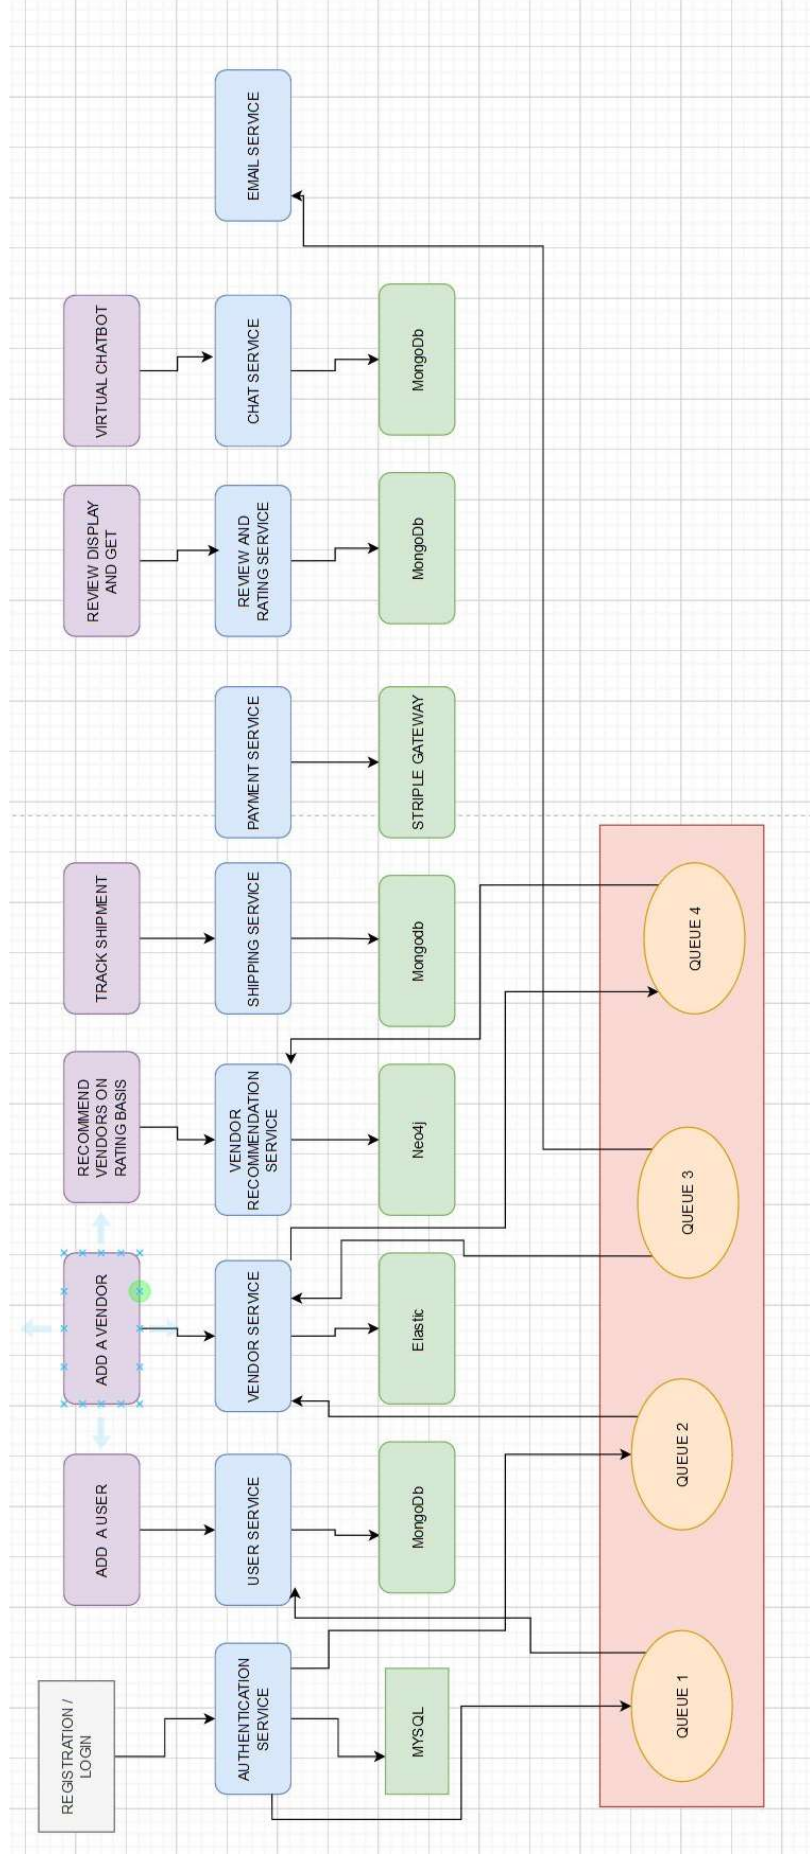 REGISTRATION /
LOGIN
ADD A USER
ADD A VENDOR
RECOMMEND
VENDORS ON
RATING BASIS
TRACK SHIPMENT
REVIEW DISPLAY
AND GET
VIRTUAL CHATBOT
AUTHENTICATION
SERVICE
USER SERVICE
VENDOR SERVICE
VENDOR
RECOMMENDATION
SERVICE
SHIPPING SERVICE
PAYMENT SERVICE
REVIEW AND
RATING SERVICE
CHAT SERVICE
EMAIL SERVICE
MYSQL
MongoDb
Elastic
Neo4j
Mongodb
STRIPLE GATEWAY
MongoDb
MongoDb
QUEUE 1
QUEUE 2
QUEUE 3
QUEUE 4